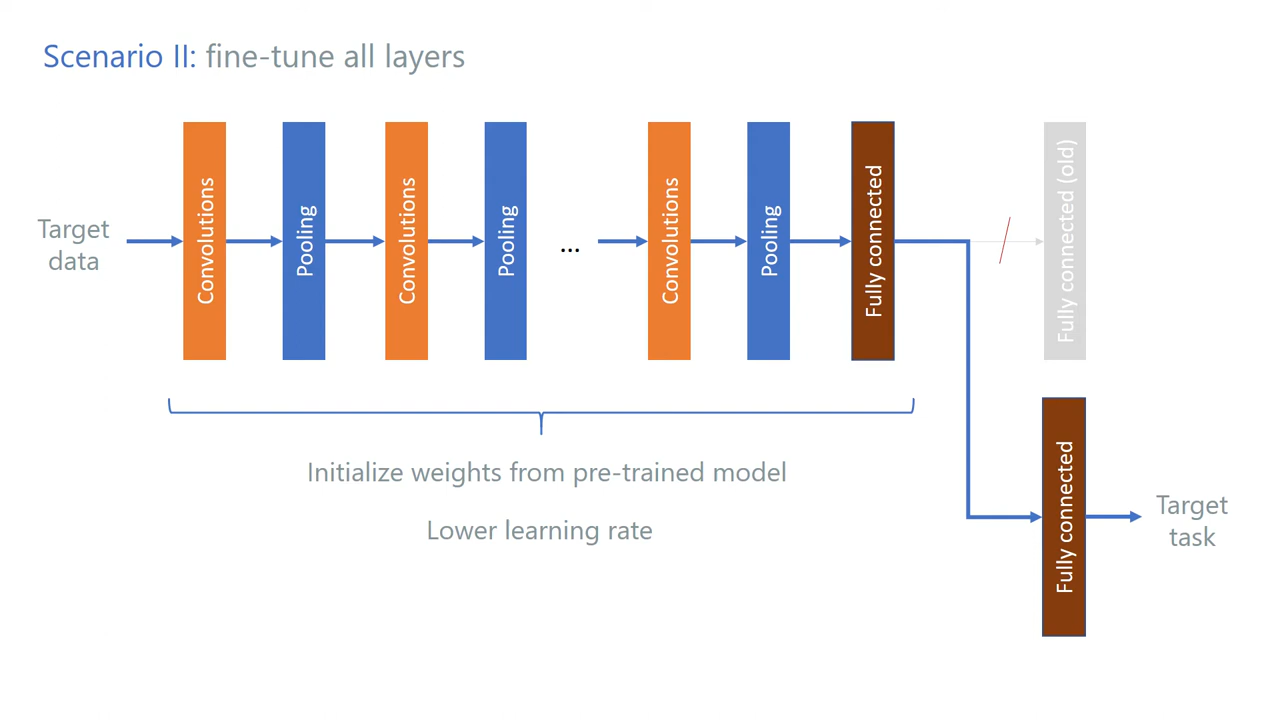 Scenario II: fine-tune all layers
Target
data
Convolutions
Pooling
Convolutions
Pooling
...
Convolutions
Pooling
Fully connected
Fully connected (old)
Initialize weights from pre-trained model
Lower learning rate
Fully connected
Target
task